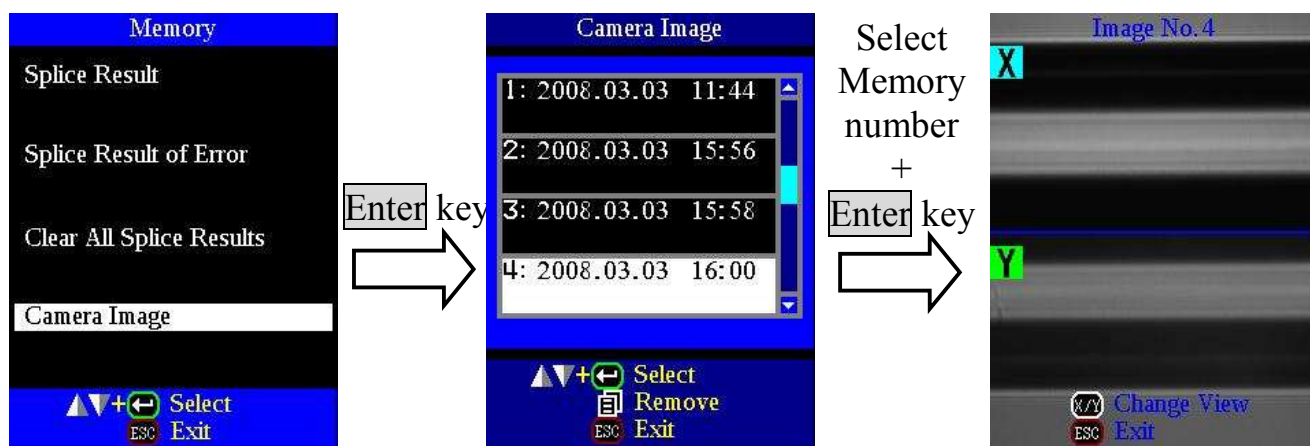 Memory
Splice Result
Splice Result of Error
Clear All Splice Results
Camera Image
+ Select
ESC Exit
Enter key
Camera Image
1: 2008.03.03 11:44
2: 2008.03.03 15:56
3: 2008.03.03 15:58
4: 2008.03.03 16:00
+ Select
Remove
ESC Exit
Select
Memory
number
+
Enter key
Image No.4
X
Y
X/Y Change View
ESC Exit